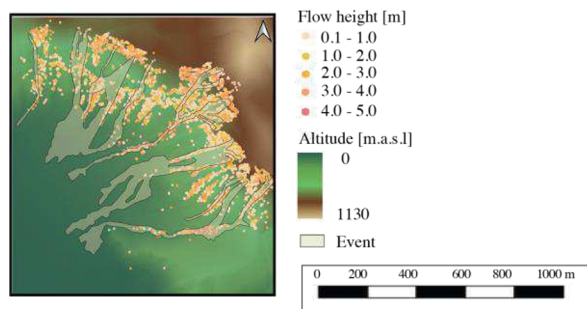 Flow height [m]
0.1 - 1.0
1.0 - 2.0
2.0 - 3.0
3.0 - 4.0
4.0 - 5.0
Altitude [m.a.s.l]
0
1130
Event
0 200 400 600 800 1000 m